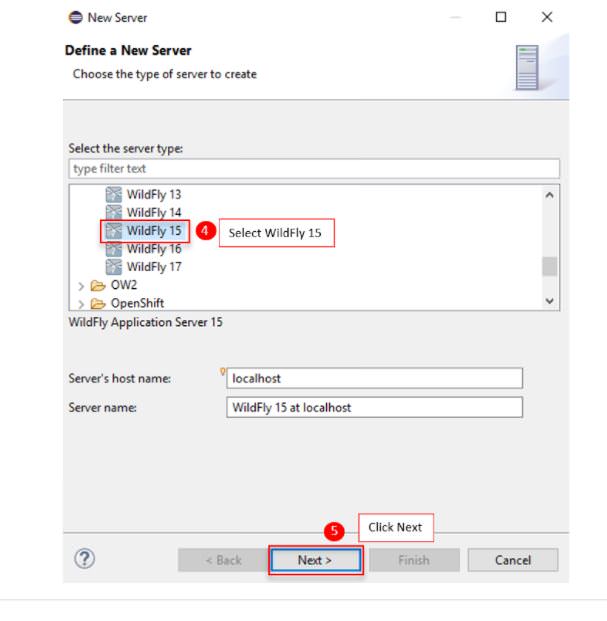 New Server
Define a New Server
Choose the type of server to create
Select the server type:
type filter text
WildFly 13
WildFly 14
WildFly 15
4 Select WildFly 15
WildFly 16
WildFly 17
> OW2
> OpenShift
WildFly Application Server 15
Server's host name: localhost
Server name: WildFly 15 at localhost
5 Click Next
? < Back Next > Finish Cancel